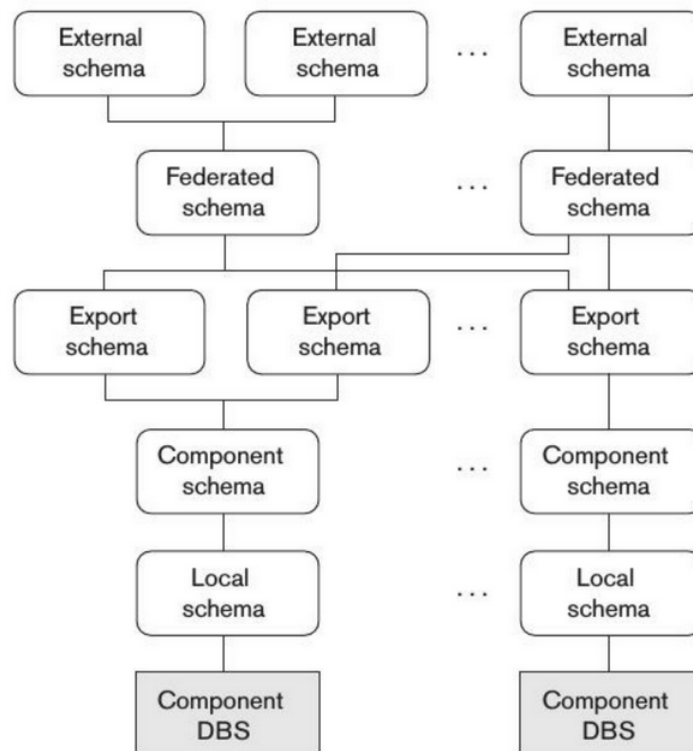 External
schema
External
schema
. . .
External
schema
Federated
schema
. . .
Federated
schema
Export
schema
Export
schema
. . .
Export
schema
Component
schema
. . .
Component
schema
Local
schema
. . .
Local
schema
Component
DBS
Component
DBS